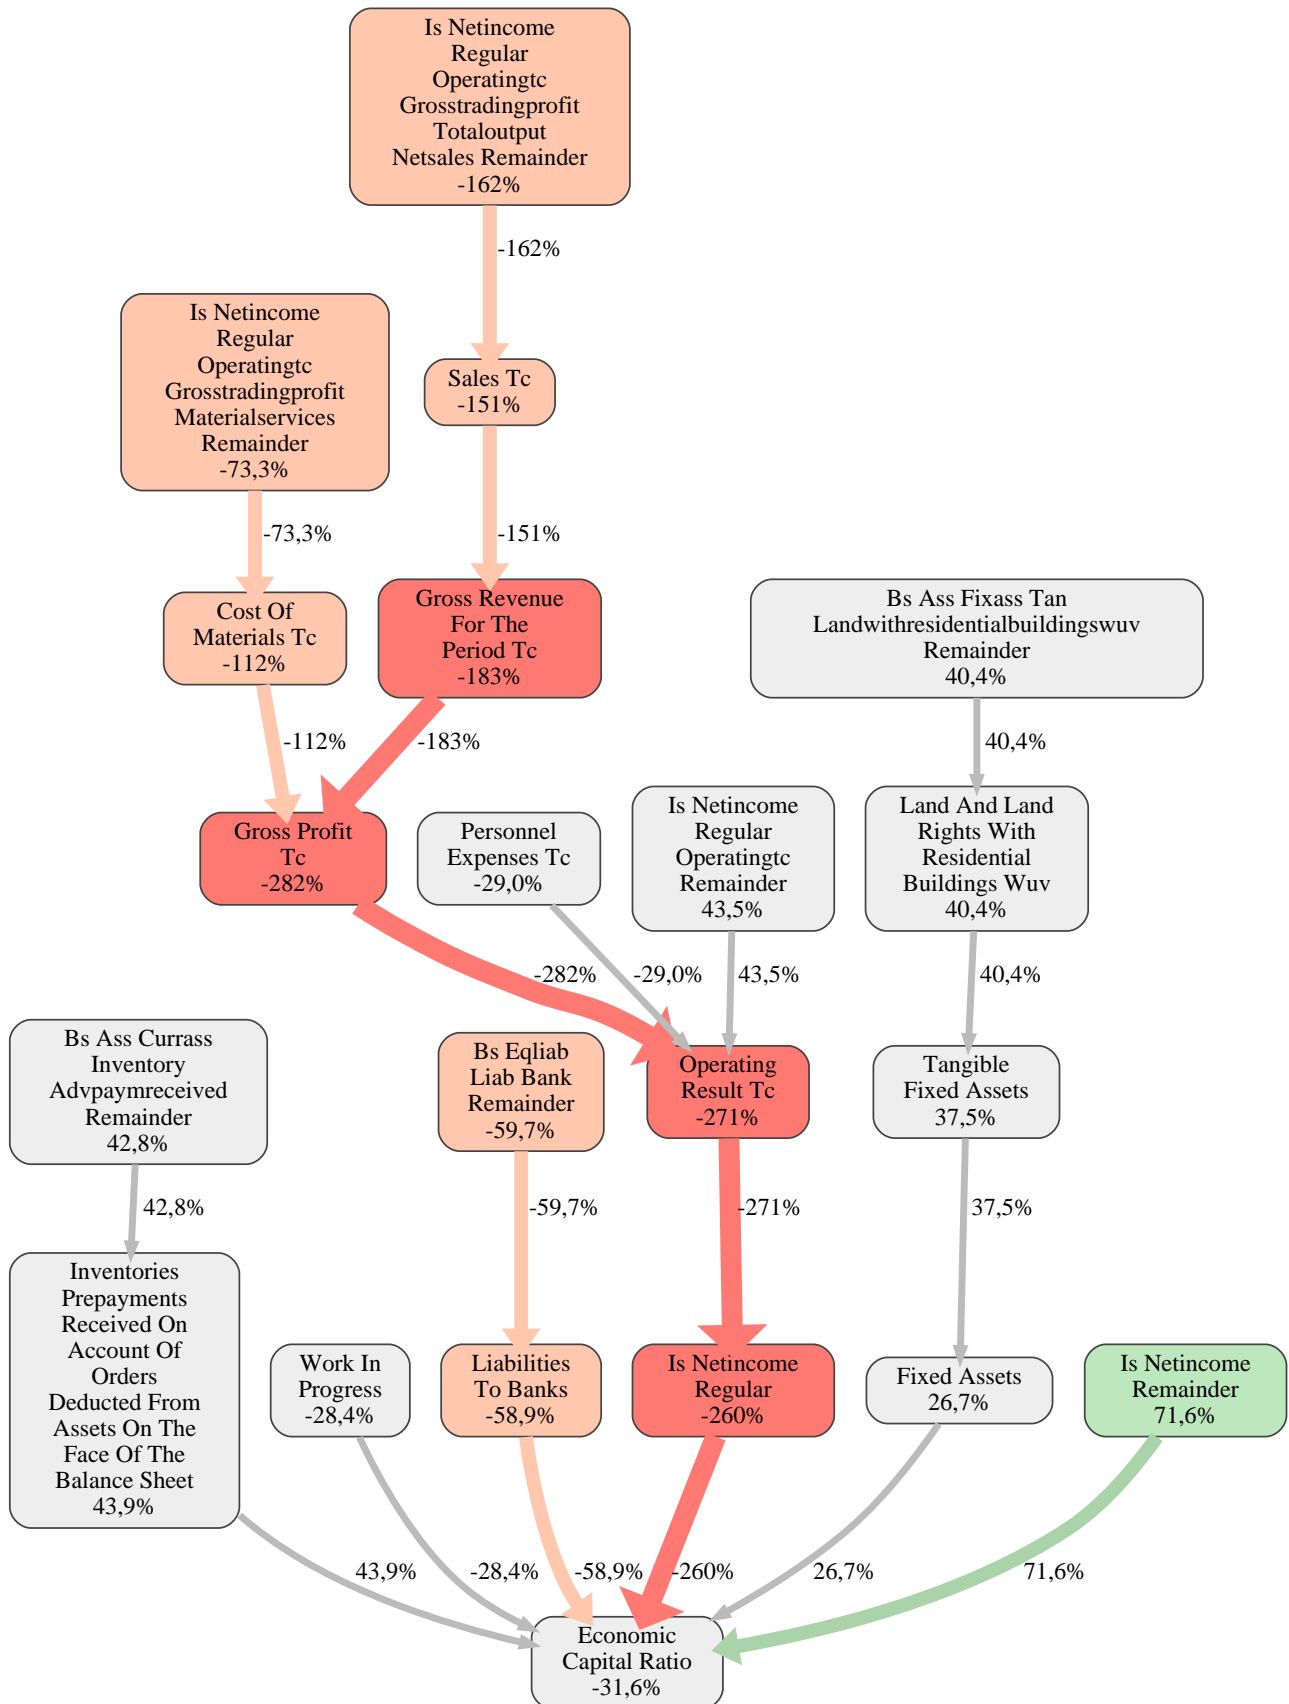 Is Netincome
Regular
Operatingtc
Grosstradingprofit
Totaloutput
Netsales Remainder
-162%
-162%
Is Netincome
Regular
Operatingtc
Grosstradingprofit
Materialservices
Remainder
-73,3%
Sales Tc
-151%
-73,3%
-151%
Cost Of
Materials Tc
-112%
Gross Revenue
For The
Period Tc
-183%
Bs Ass Fixass Tan
Landwithresidentialbuildingswuv
Remainder
40,4%
-112%
-183%
40,4%
Gross Profit
Tc
-282%
Personnel
Expenses Tc
-29,0%
Is Netincome
Regular
Operatingtc
Remainder
43,5%
Land And Land
Rights With
Residential
Buildings Wuv
40,4%
-282%
-29,0%
43,5%
40,4%
Bs Ass Currass
Inventory
Advpaymreceived
Remainder
42,8%
Bs Eqliab
Liab Bank
Remainder
-59,7%
Operating
Result Tc
-271%
Tangible
Fixed Assets
37,5%
42,8%
-59,7%
-271%
37,5%
Inventories
Prepayments
Received On
Account Of
Orders
Deducted From
Assets On The
Face Of The
Balance Sheet
43,9%
Work In
Progress
-28,4%
Liabilities
To Banks
-58,9%
Is Netincome
Regular
-260%
Fixed Assets
26,7%
Is Netincome
Remainder
71,6%
43,9%
-28,4%
-58,9%
-260%
26,7%
71,6%
Economic
Capital Ratio
-31,6%